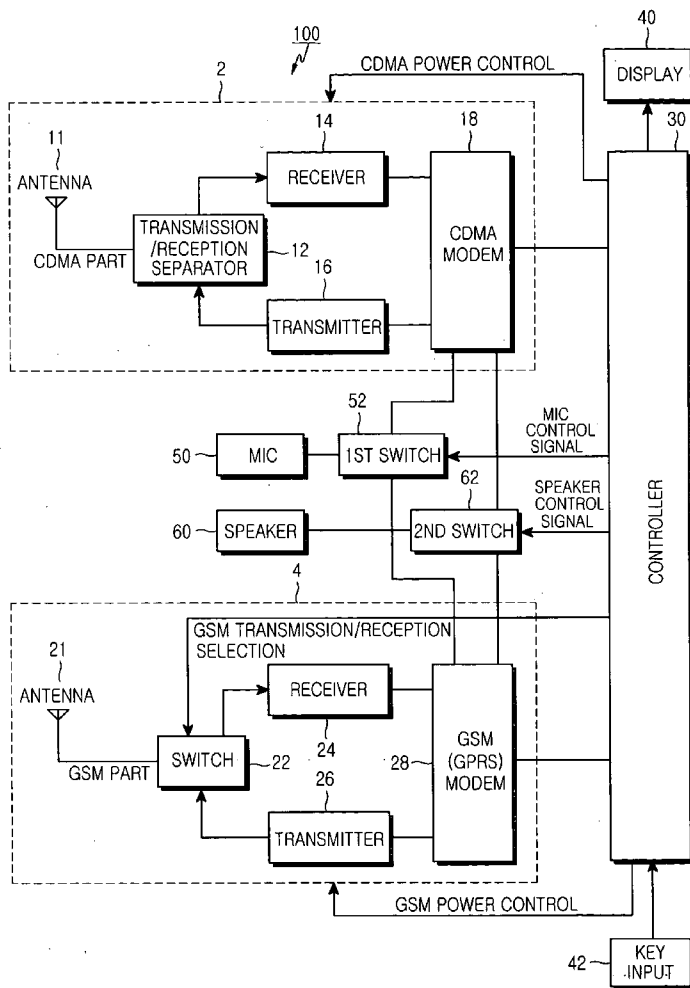 100
40
DISPLAY
2
CDMA POWER CONTROL
30
11
ANTENNA
14
RECEIVER
18
TRANSMISSION
/RECEPTION
SEPARATOR
12
CDMA PART
CDMA
MODEM
16
TRANSMITTER
52
MIC
CONTROL
SIGNAL
50
MIC
1ST SWITCH
62
SPEAKER
CONTROL
SIGNAL
60
SPEAKER
2ND SWITCH
CONTROLLER
4
GSM TRANSMISSION/RECEPTION
SELECTION
21
ANTENNA
RECEIVER
24
GSM PART
SWITCH
22
28
GSM
(GPRS)
MODEM
26
TRANSMITTER
GSM POWER CONTROL
42
KEY
INPUT